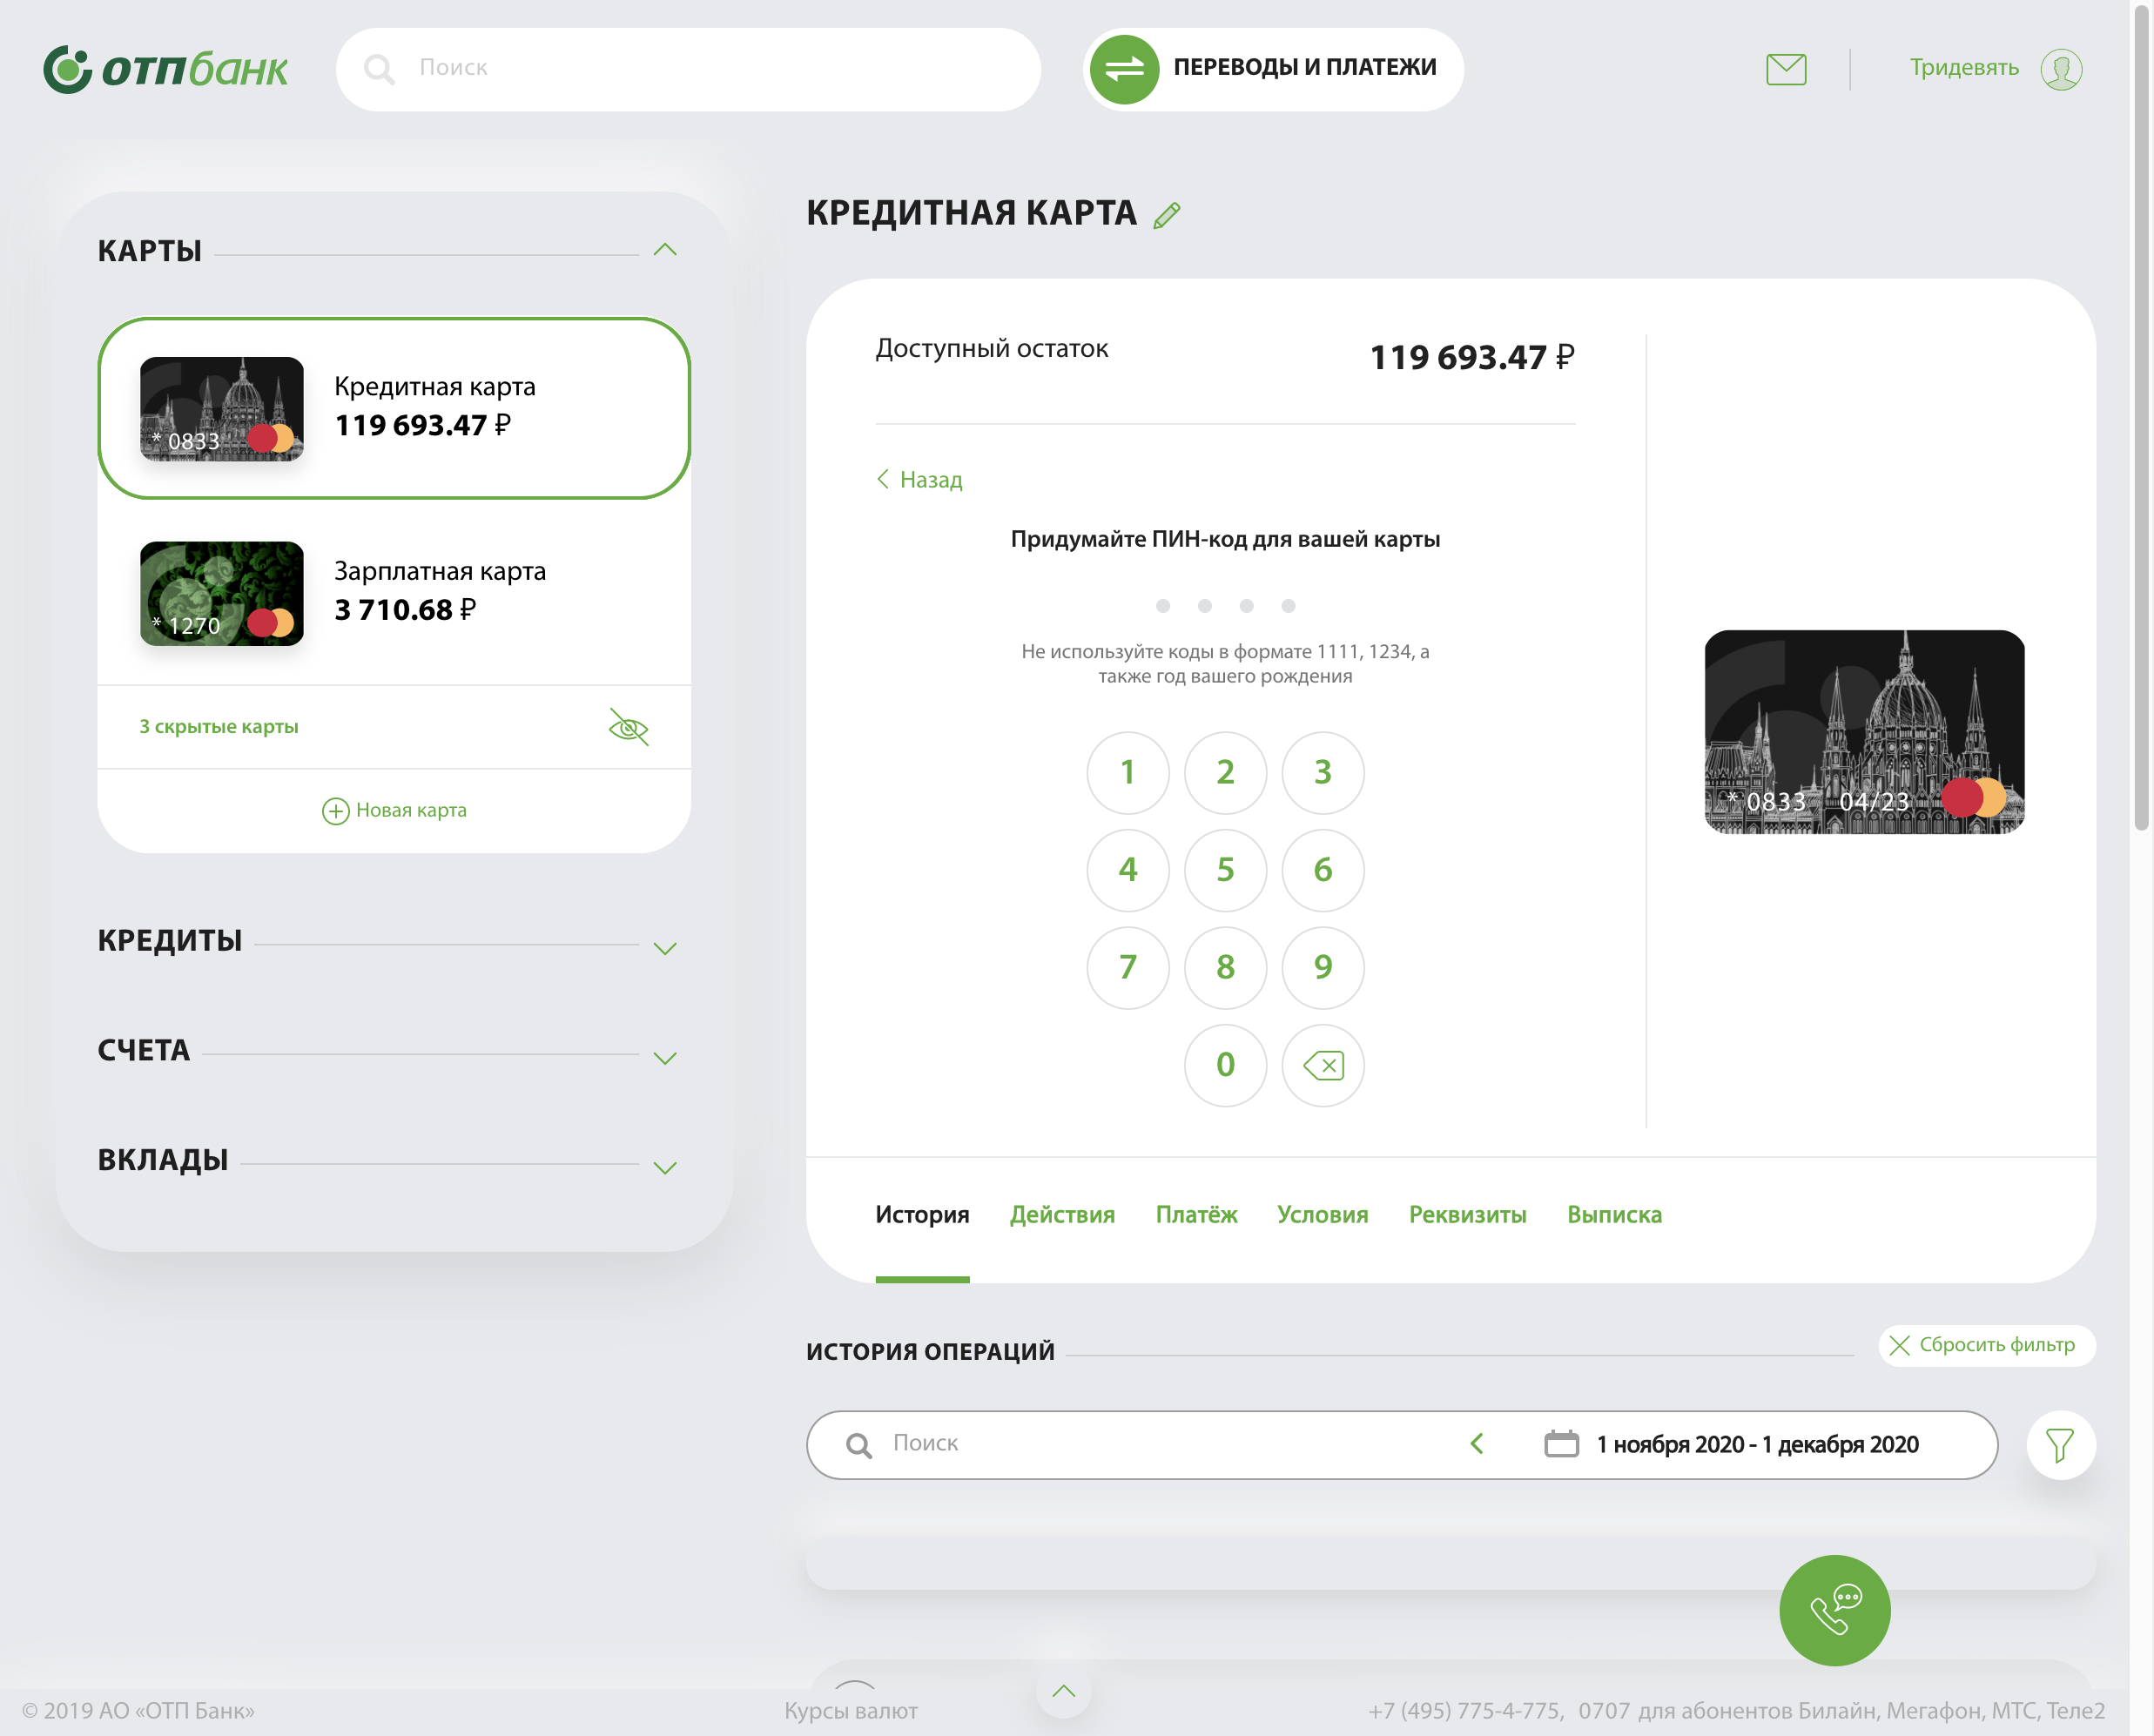 отпбанк
Поиск
ПЕРЕВОДЫ И ПЛАТЕЖИ
Тридевять
КАРТЫ
* 0833
Кредитная карта
119 693.47 ₽
* 1270
Зарплатная карта
3 710.68 ₽
3 скрытые карты
Новая карта
КРЕДИТЫ
СЧЕТА
ВКЛАДЫ
КРЕДИТНАЯ КАРТА
Доступный остаток
119 693.47 ₽
Назад
Придумайте ПИН-код для вашей карты
Не используйте коды в формате 1111, 1234, а
также год вашего рождения
1 2 3
4 5 6
7 8 9
0
* 0833 04/23
История Действия Платёж Условия Реквизиты Выписка
ИСТОРИЯ ОПЕРАЦИЙ
Сбросить фильтр
Поиск
1 ноября 2020 - 1 декабря 2020
© 2019 АО «ОТП Банк»
Курсы валют
+7 (495) 775-4-775, 0707 для абонентов Билайн, Мегафон, МТС, Теле2